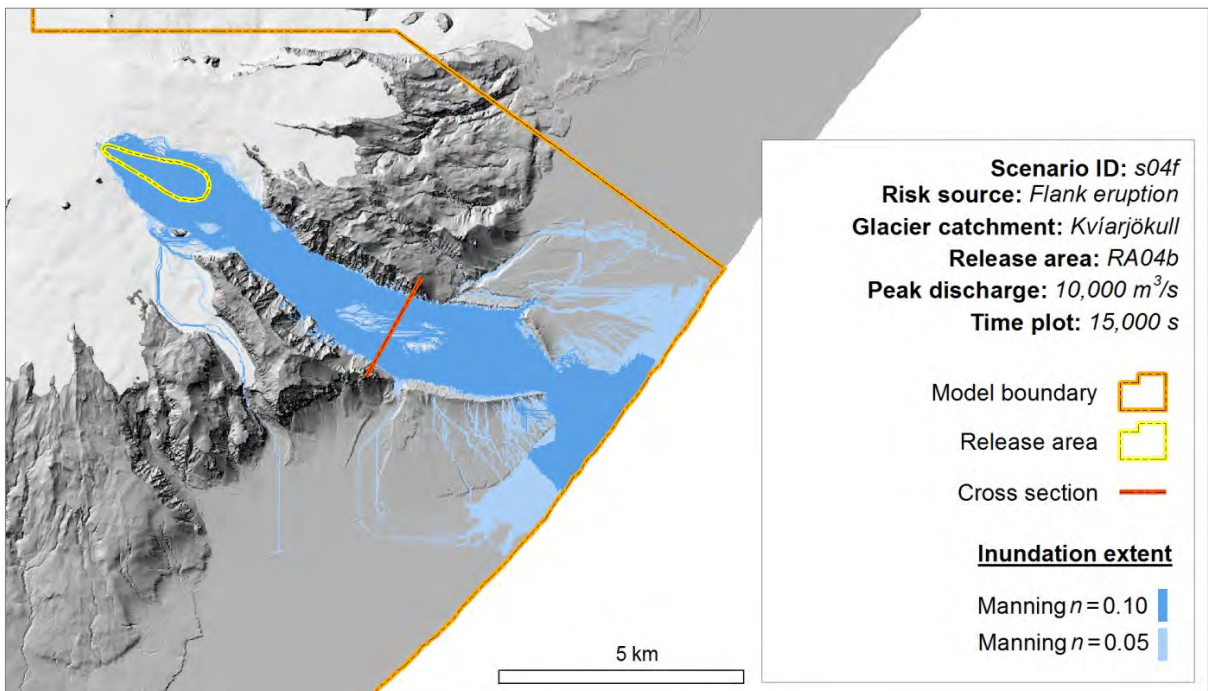 Scenario ID: s04f
Risk source: Flank eruption
Glacier catchment: Kvíarjökull
Release area: RA04b
Peak discharge: 10,000 m³/s
Time plot: 15,000 s
Model boundary
Release area
Cross section
Inundation extent
Manning n = 0.10
Manning n = 0.05
5 km